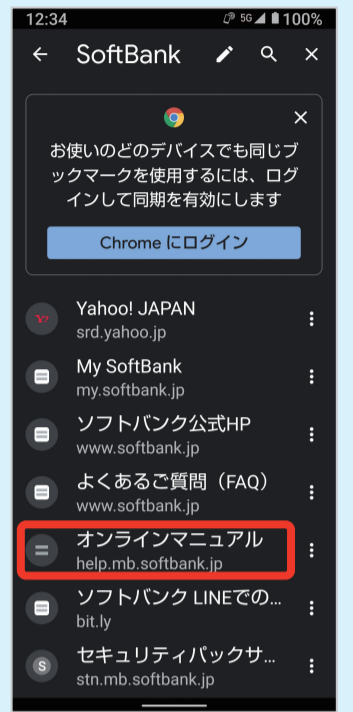 12:34 5G 100%
SoftBank
お使いのどのデバイスでも同じブ
ックマークを使用するには、ログ
インして同期を有効にします
Chrome にログイン
Yahoo! JAPAN
srd.yahoo.jp
My SoftBank
my.softbank.jp
ソフトバンク公式HP
www.softbank.jp
よくあるご質問（FAQ）
www.softbank.jp
オンラインマニュアル
help.mb.softbank.jp
ソフトバンク LINEでの...
bit.ly
セキュリティパックサ...
S
stn.mb.softbank.jp